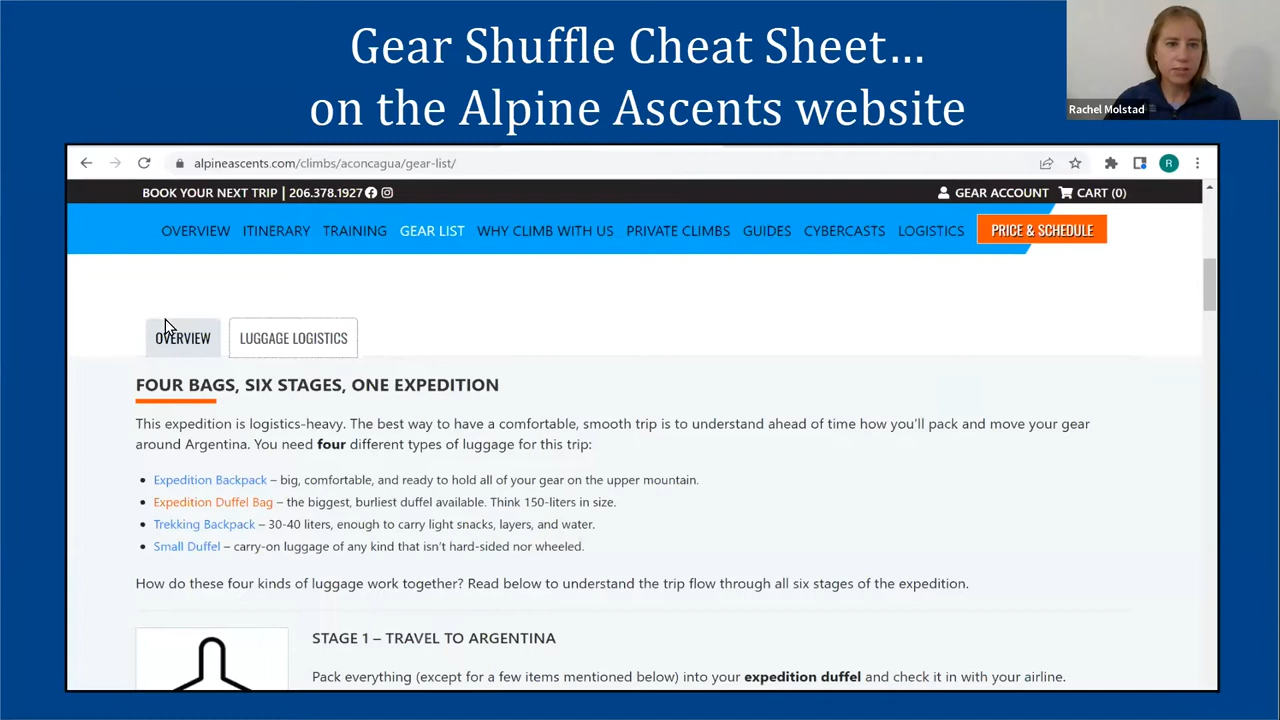 Gear Shuffle Cheat Sheet...
on the Alpine Ascents website
Rachel Molstad
alpineascents.com/climbs/aconcagua/gear-list/
R
BOOK YOUR NEXT TRIP | 206.378.1927
GEAR ACCOUNT
CART (0)
OVERVIEW ITINERARY TRAINING GEAR LIST WHY CLIMB WITH US PRIVATE CLIMBS GUIDES CYBERCASTS LOGISTICS PRICE & SCHEDULE
OVERVIEW LUGGAGE LOGISTICS
FOUR BAGS, SIX STAGES, ONE EXPEDITION
This expedition is logistics-heavy. The best way to have a comfortable, smooth trip is to understand ahead of time how you'll pack and move your gear
around Argentina. You need four different types of luggage for this trip:
• Expedition Backpack – big, comfortable, and ready to hold all of your gear on the upper mountain.
• Expedition Duffel Bag – the biggest, burliest duffel available. Think 150-liters in size.
• Trekking Backpack – 30-40 liters, enough to carry light snacks, layers, and water.
• Small Duffel – carry-on luggage of any kind that isn't hard-sided nor wheeled.
How do these four kinds of luggage work together? Read below to understand the trip flow through all six stages of the expedition.
STAGE 1 – TRAVEL TO ARGENTINA
Pack everything (except for a few items mentioned below) into your expedition duffel and check it in with your airline.